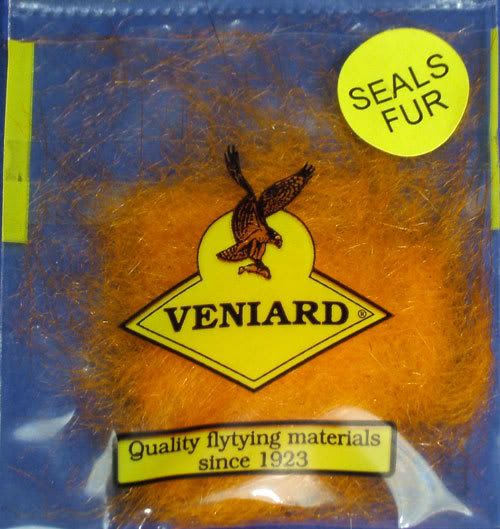 SEALS
FUR
VENIARD®
Quality flytying materials
since 1923